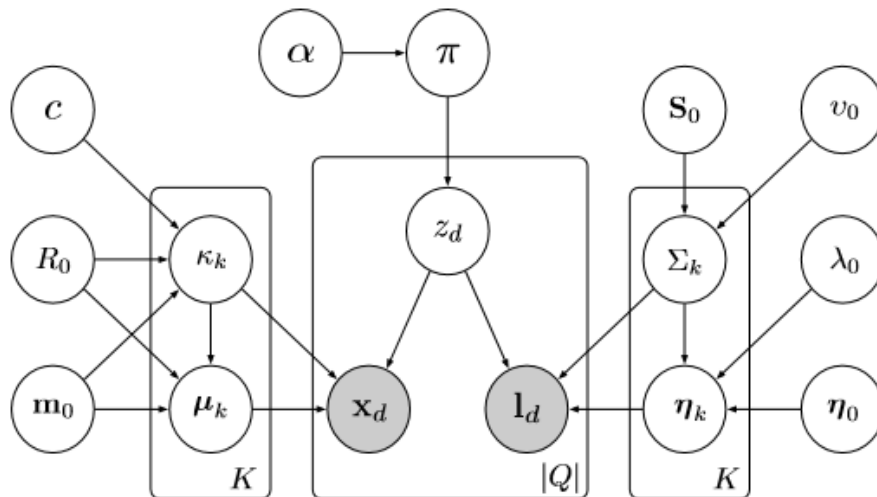 α π
c S₀ υ₀
z_d
R₀ κ_k Σ_k λ₀
m₀ μ_k x_d l_d η_k η₀
K |Q| K